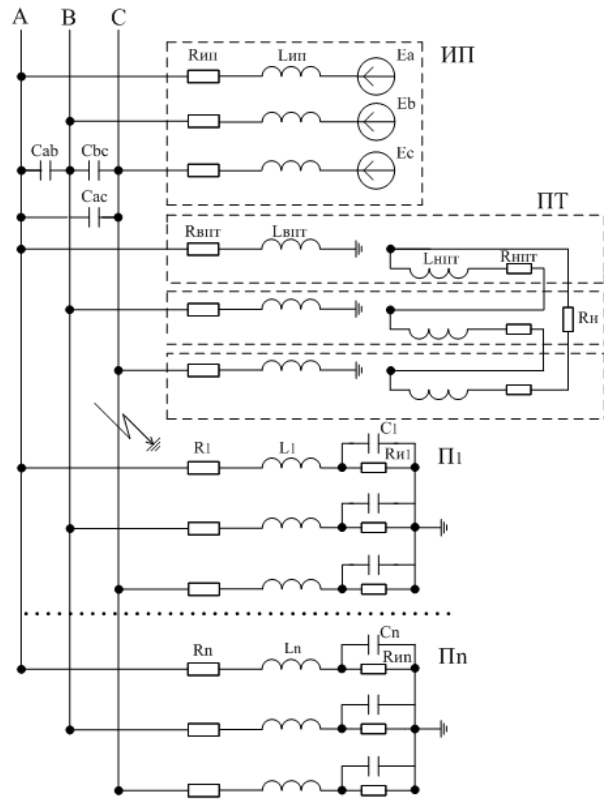 A B C
ИП
Rип Lип Ea
Eb
Cab Cbc Ec
Cac
ПТ
Rвпт Lвпт
Lнпт Rнпт
Rн
C1
R1 L1 Rи1 П1
Cn
Rn Ln Rиn Пn